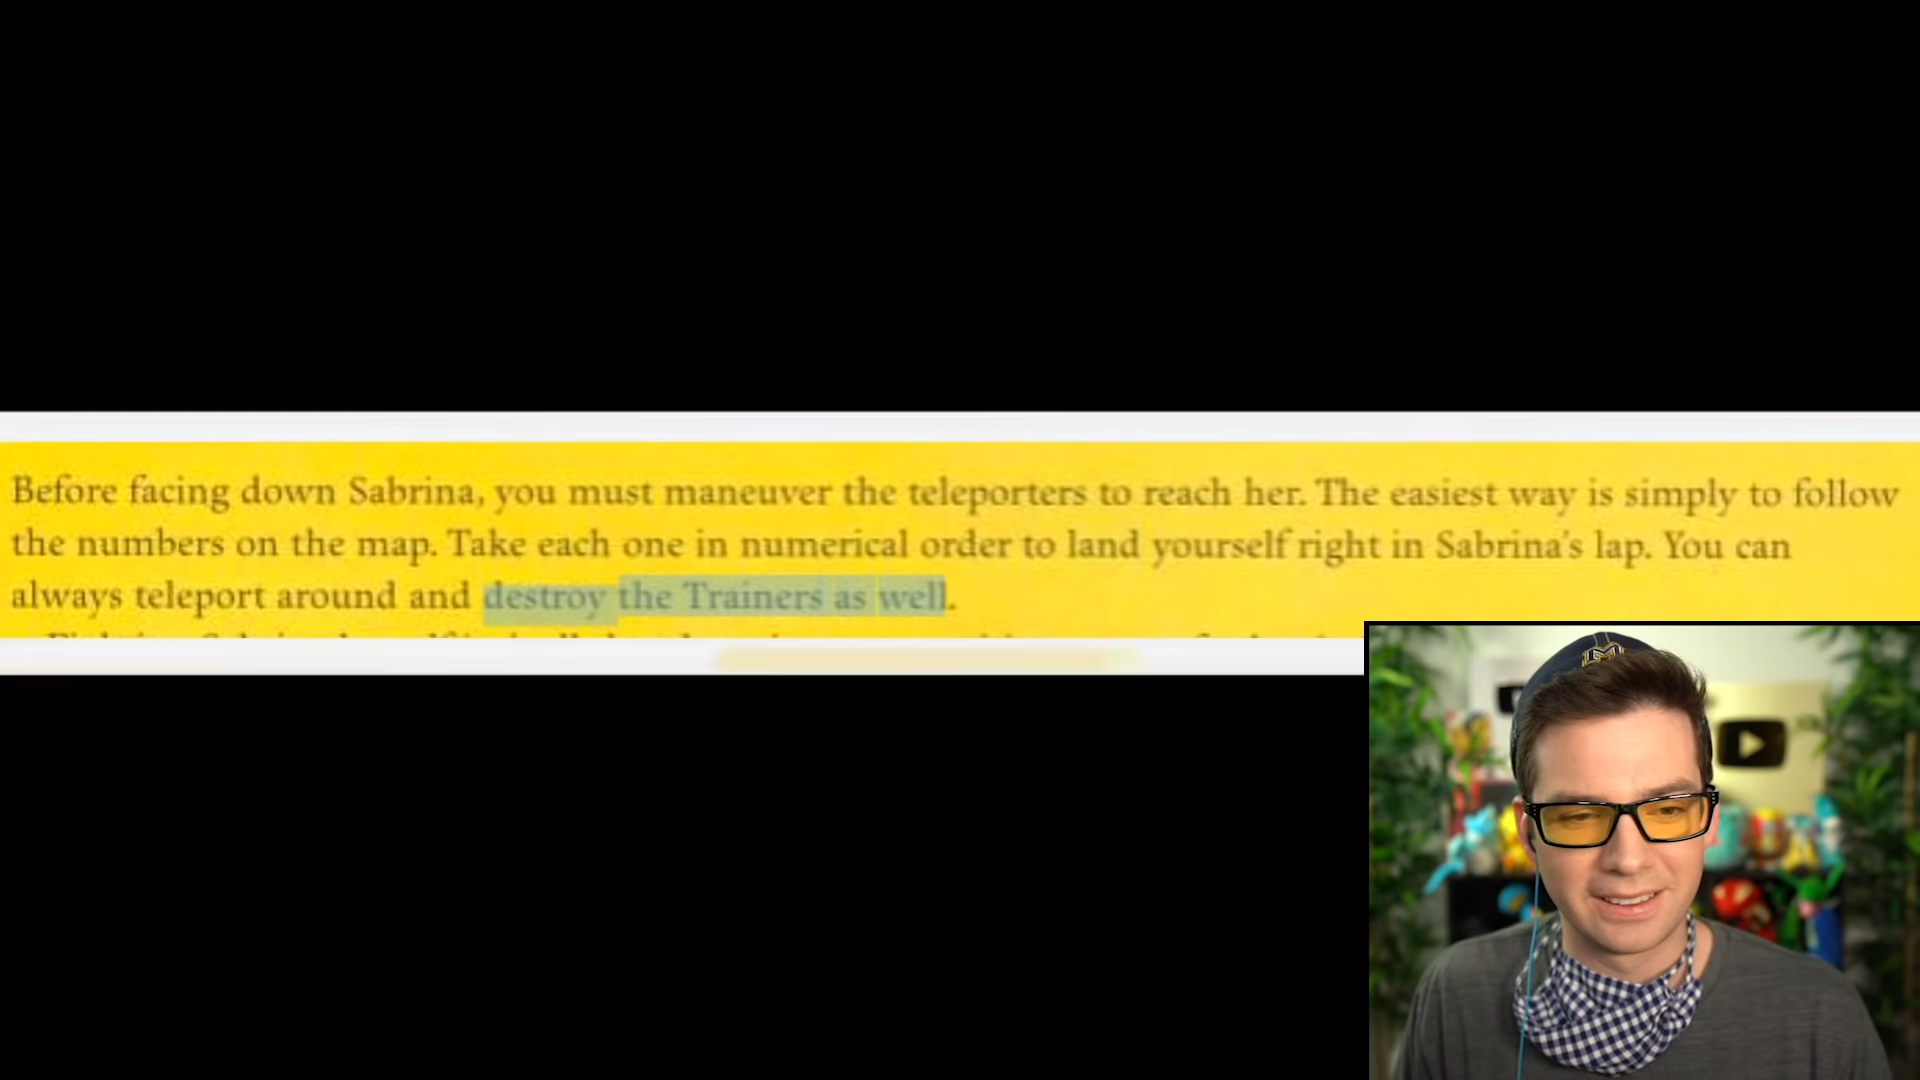 Before facing down Sabrina, you must maneuver the teleporters to reach her. The easiest way is simply to follow
the numbers on the map. Take each one in numerical order to land yourself right in Sabrina's lap. You can
always teleport around and destroy the Trainers as well.
M